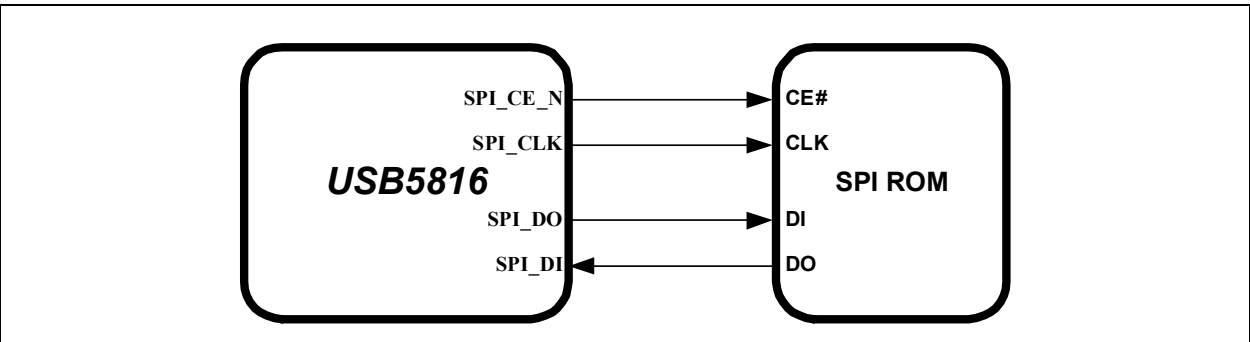 SPI_CE_N
CE#
SPI_CLK
CLK
USB5816
SPI ROM
SPI_DO
DI
SPI_DI
DO